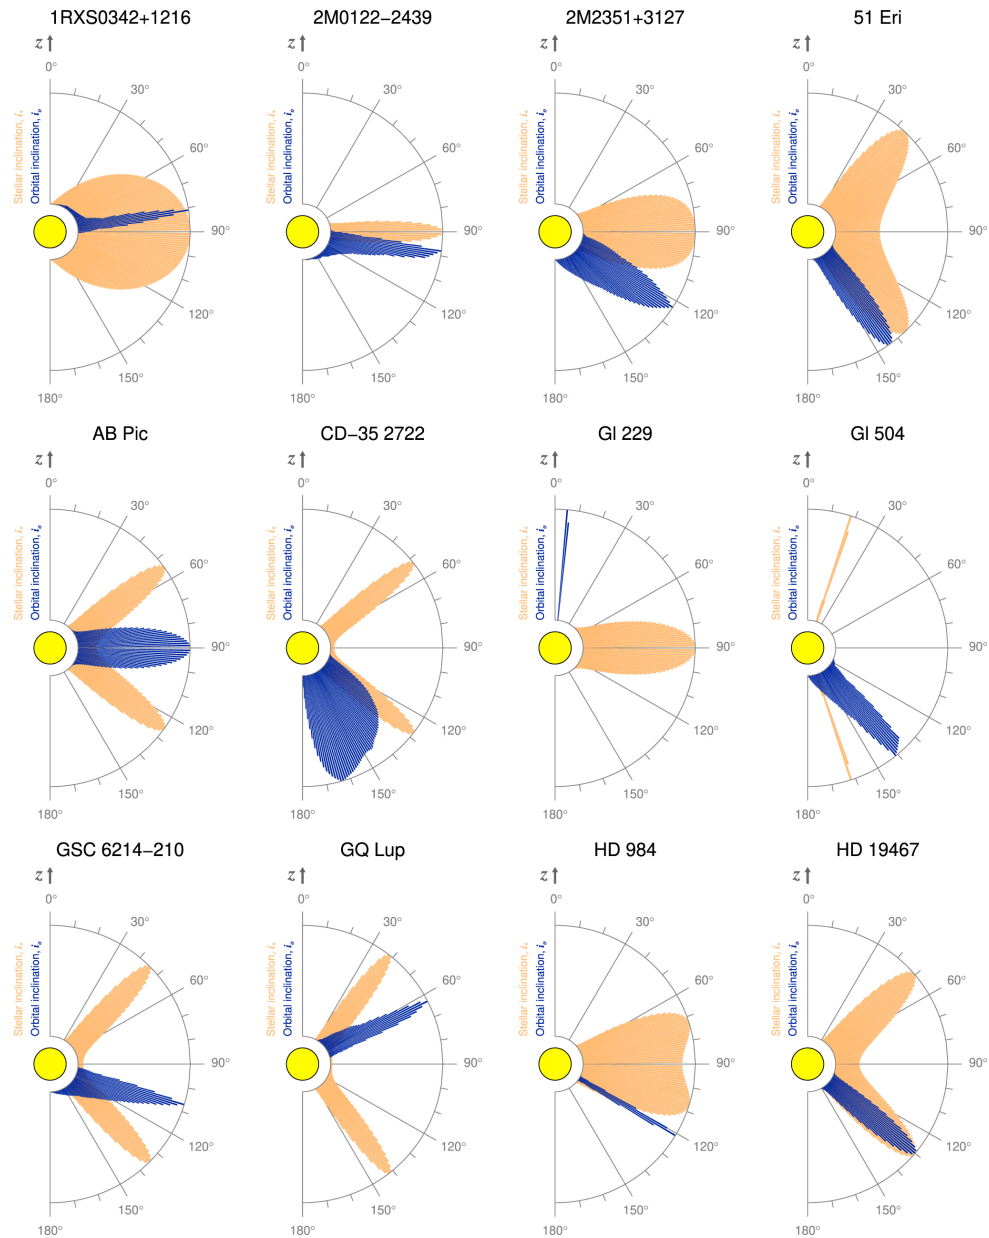 1RXS0342+1216
2M0122−2439
2M2351+3127
51 Eri
z
z
z
z
0°
0°
0°
0°
30°
30°
30°
30°
60°
60°
60°
60°
90°
90°
90°
90°
120°
120°
120°
120°
150°
150°
150°
150°
180°
180°
180°
180°
Stellar inclination, i*
Orbital inclination, io
Stellar inclination, i*
Orbital inclination, io
Stellar inclination, i*
Orbital inclination, io
Stellar inclination, i*
Orbital inclination, io
AB Pic
CD−35 2722
Gl 229
Gl 504
z
z
z
z
0°
0°
0°
0°
30°
30°
30°
30°
60°
60°
60°
60°
90°
90°
90°
90°
120°
120°
120°
120°
150°
150°
150°
150°
180°
180°
180°
180°
Stellar inclination, i*
Orbital inclination, io
Stellar inclination, i*
Orbital inclination, io
Stellar inclination, i*
Orbital inclination, io
Stellar inclination, i*
Orbital inclination, io
GSC 6214−210
GQ Lup
HD 984
HD 19467
z
z
z
z
0°
0°
0°
0°
30°
30°
30°
30°
60°
60°
60°
60°
90°
90°
90°
90°
120°
120°
120°
120°
150°
150°
150°
150°
180°
180°
180°
180°
Stellar inclination, i*
Orbital inclination, io
Stellar inclination, i*
Orbital inclination, io
Stellar inclination, i*
Orbital inclination, io
Stellar inclination, i*
Orbital inclination, io